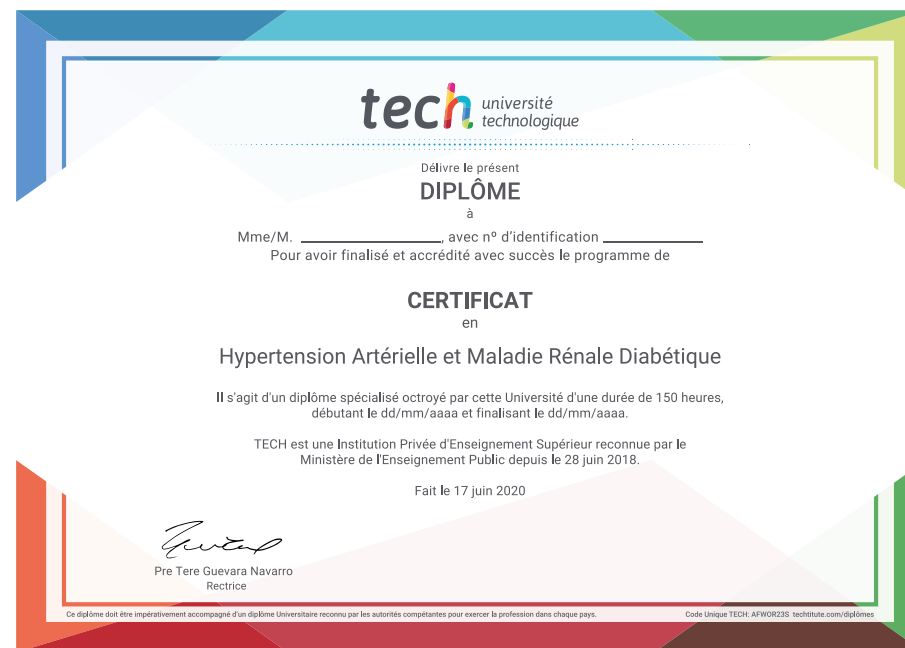 tech université
technologique
Délivre le présent
DIPLÔME
à
Mme/M. ____________________, avec nº d'identification ______________
Pour avoir finalisé et accrédité avec succès le programme de
CERTIFICAT
en
Hypertension Artérielle et Maladie Rénale Diabétique
Il s'agit d'un diplôme spécialisé octroyé par cette Université d'une durée de 150 heures,
débutant le dd/mm/aaaa et finalisant le dd/mm/aaaa.
TECH est une Institution Privée d'Enseignement Supérieur reconnue par le
Ministère de l'Enseignement Public depuis le 28 juin 2018.
Fait le 17 juin 2020
Pre Tere Guevara Navarro
Rectrice
Ce diplôme doit être impérativement accompagné d'un diplôme Universitaire reconnu par les autorités compétantes pour exercer la profession dans chaque pays.
Code Unique TECH: AFWOR23S techtitute.com/diplômes